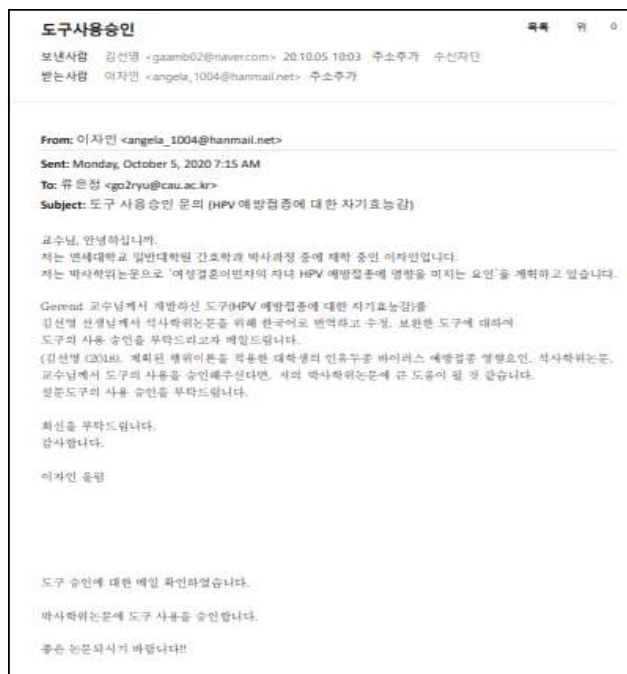 도구사용승인 목록 위
보낸사람 김선영 <gaamb02@naver.com> 20.10.05 10:03 주소추가 수신차단
받는사람 이자인 <angela_1004@hanmail.net> 주소추가
From: 이자인 <angela_1004@hanmail.net>
Sent: Monday, October 5, 2020 7:15 AM
To: 류은정 <go2ryu@cau.ac.kr>
Subject: 도구 사용승인 문의 (HPV 예방접종에 대한 자기효능감)
교수님, 안녕하십니까.
저는 연세대학교 일반대학원 간호학과 박사과정 중에 재학 중인 이자인입니다.
저는 박사학위논문으로 '여성결혼이민자의 자녀 HPV 예방접종에 영향을 미치는 요인'을 계획하고 있습니다.
Gerend 교수님께서 개발하신 도구(HPV 예방접종에 대한 자기효능감)를
김선영 선생님께서 석사학위논문을 위해 한국어로 번역하고 수정, 보완한 도구에 대하여
도구의 사용 승인을 부탁드리고자 메일드립니다.
(김선영 (2018). 계획된 행위이론을 적용한 대학생의 인유두종 바이러스 예방접종 영향요인. 석사학위논문,
교수님께서 도구의 사용을 승인해주신다면, 저의 박사학위논문에 큰 도움이 될 것 같습니다.
설문도구의 사용 승인을 부탁드립니다.
회신을 부탁드립니다.
감사합니다.
이자인 올림
도구 승인에 대한 메일 확인하였습니다.
박사학위논문에 도구 사용을 승인합니다.
좋은 논문되시기 바랍니다!!